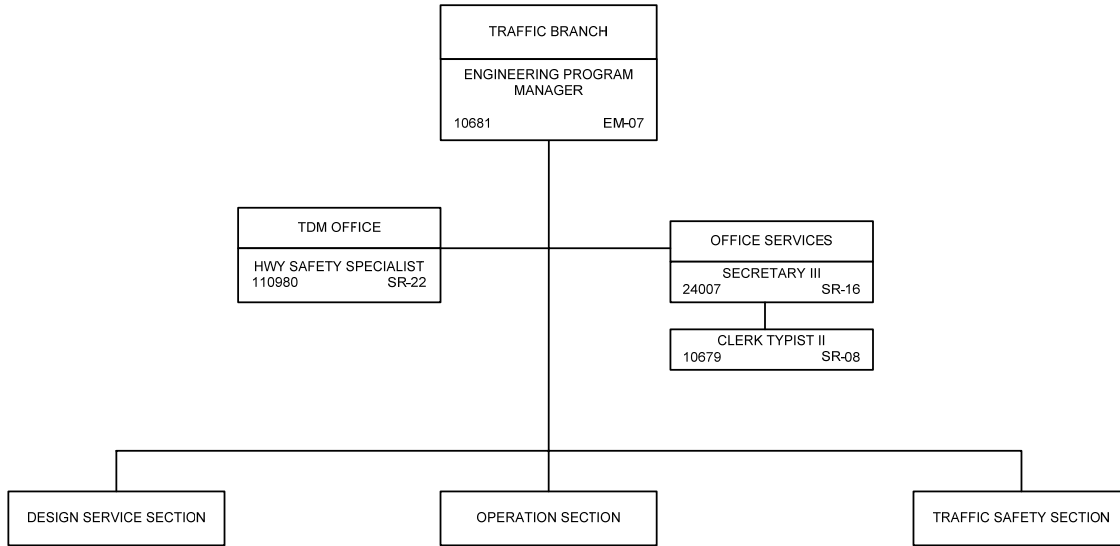 TRAFFIC BRANCH
ENGINEERING PROGRAM
MANAGER
10681 EM-07
TDM OFFICE
HWY SAFETY SPECIALIST
110980 SR-22
OFFICE SERVICES
SECRETARY III
24007 SR-16
CLERK TYPIST II
10679 SR-08
DESIGN SERVICE SECTION
OPERATION SECTION
TRAFFIC SAFETY SECTION